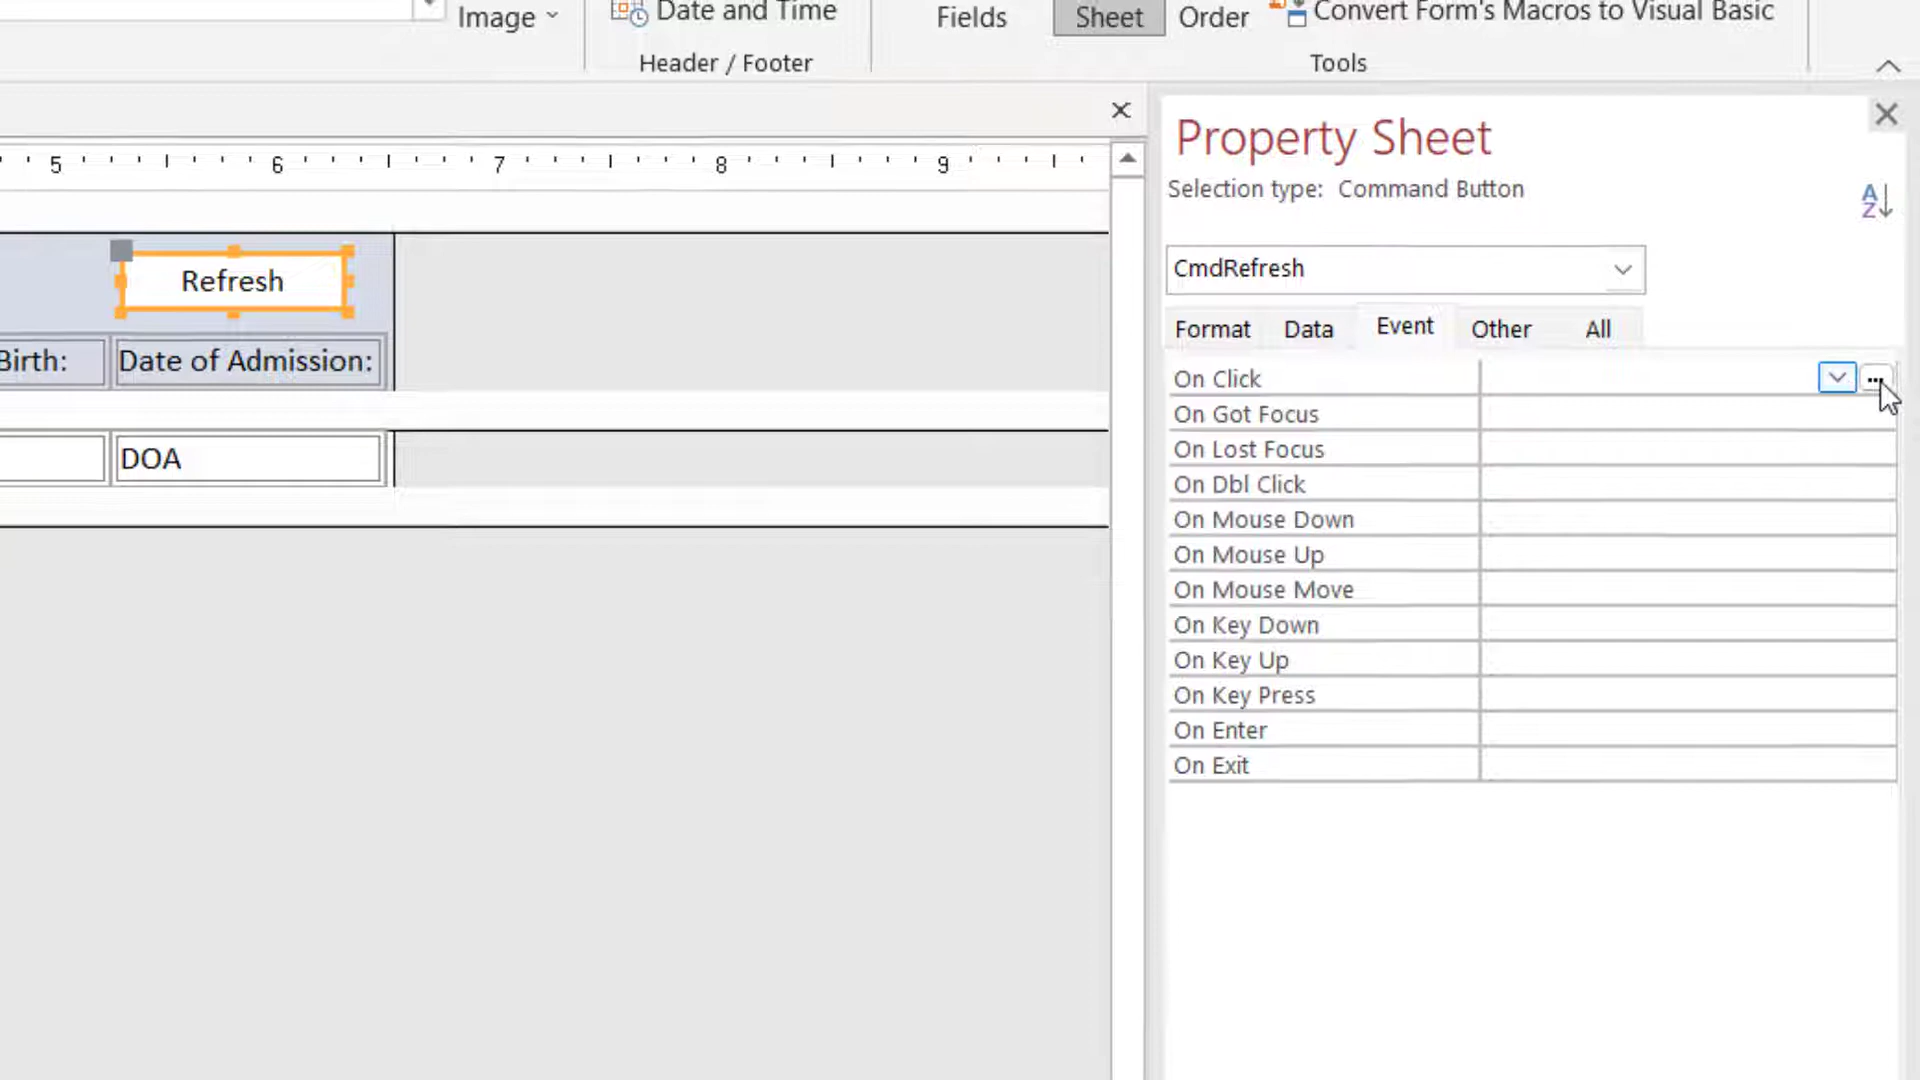 Image
Date and Time
Header / Footer
Fields
Sheet
Order
Convert Form's Macros to Visual Basic
Tools
5 6 7 8 9
Refresh
Birth:
Date of Admission:
DOA
Property Sheet
Selection type: Command Button
A
Z
CmdRefresh
Format Data Event Other All
On Click
...
On Got Focus
On Lost Focus
On Dbl Click
On Mouse Down
On Mouse Up
On Mouse Move
On Key Down
On Key Up
On Key Press
On Enter
On Exit